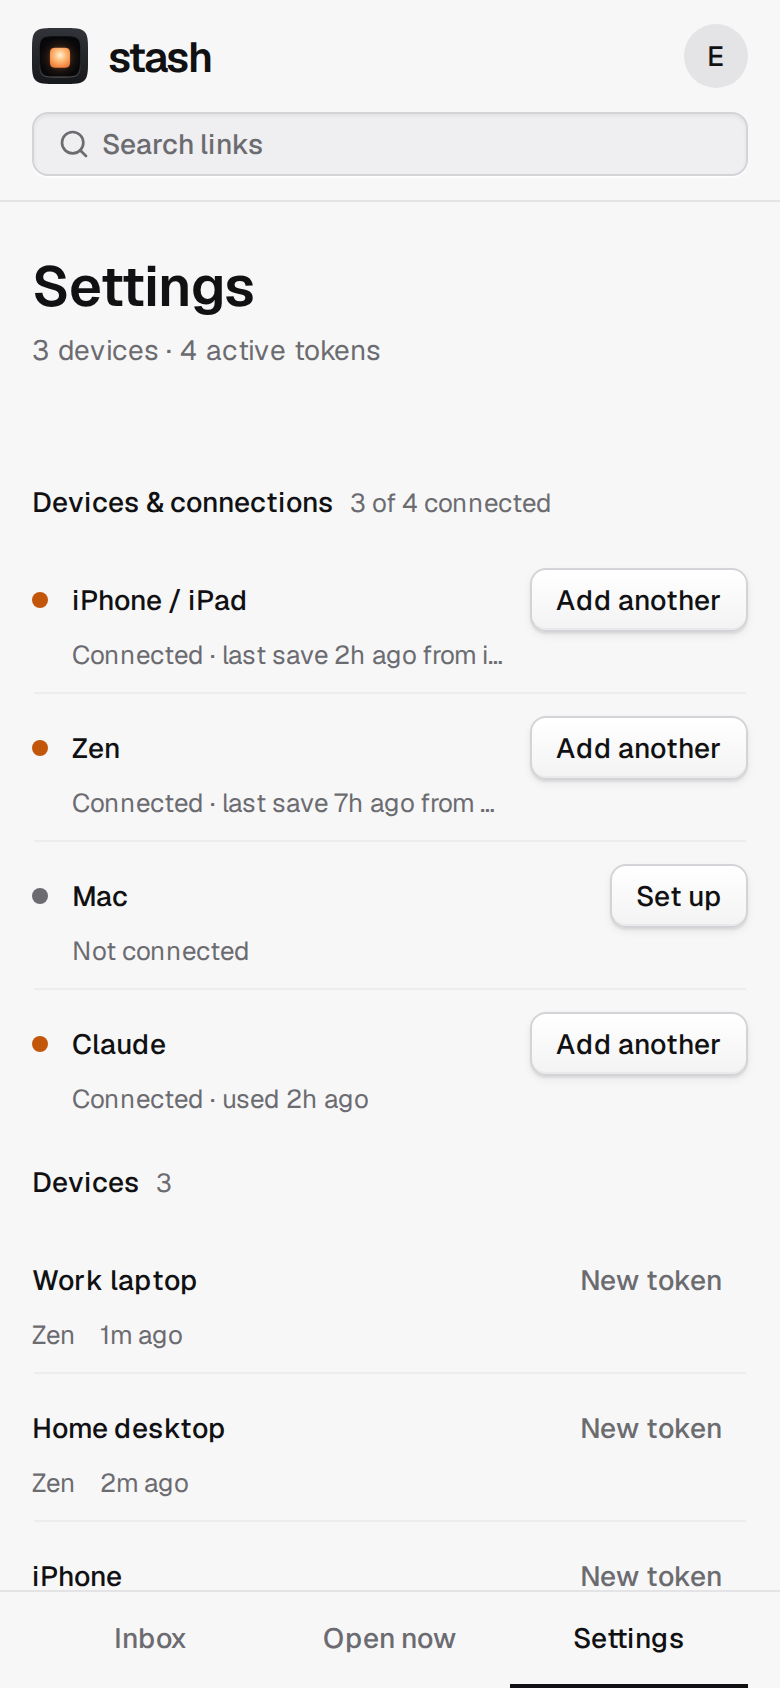 stash
E
Search links
Settings
3 devices · 4 active tokens
Devices & connections 3 of 4 connected
iPhone / iPad Add another
Connected · last save 2h ago from i...
Zen Add another
Connected · last save 7h ago from ...
Mac Set up
Not connected
Claude Add another
Connected · used 2h ago
Devices 3
Work laptop New token
Zen 1m ago
Home desktop New token
Zen 2m ago
iPhone New token
Inbox Open now Settings